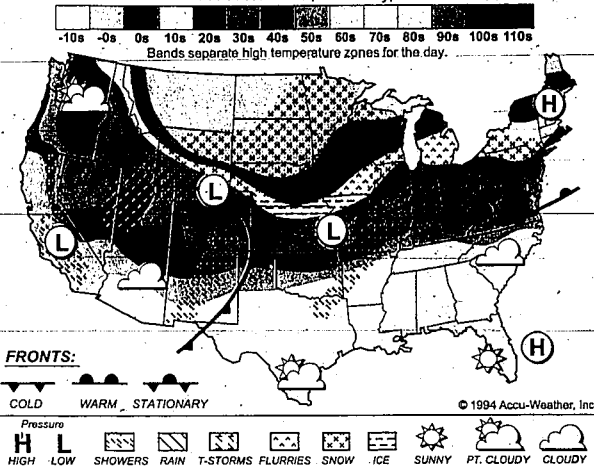 -10s -0s 0s 10s 20s 30s 40s 50s 60s 70s 80s 90s 100s 110s
Bands separate high temperature zones for the day.
H
L
L
L
H
FRONTS:
COLD WARM STATIONARY
© 1994 Accu-Weather, Inc
Pressure
H L
HIGH LOW SHOWERS RAIN T-STORMS FLURRIES SNOW ICE SUNNY PT. CLOUDY CLOUDY